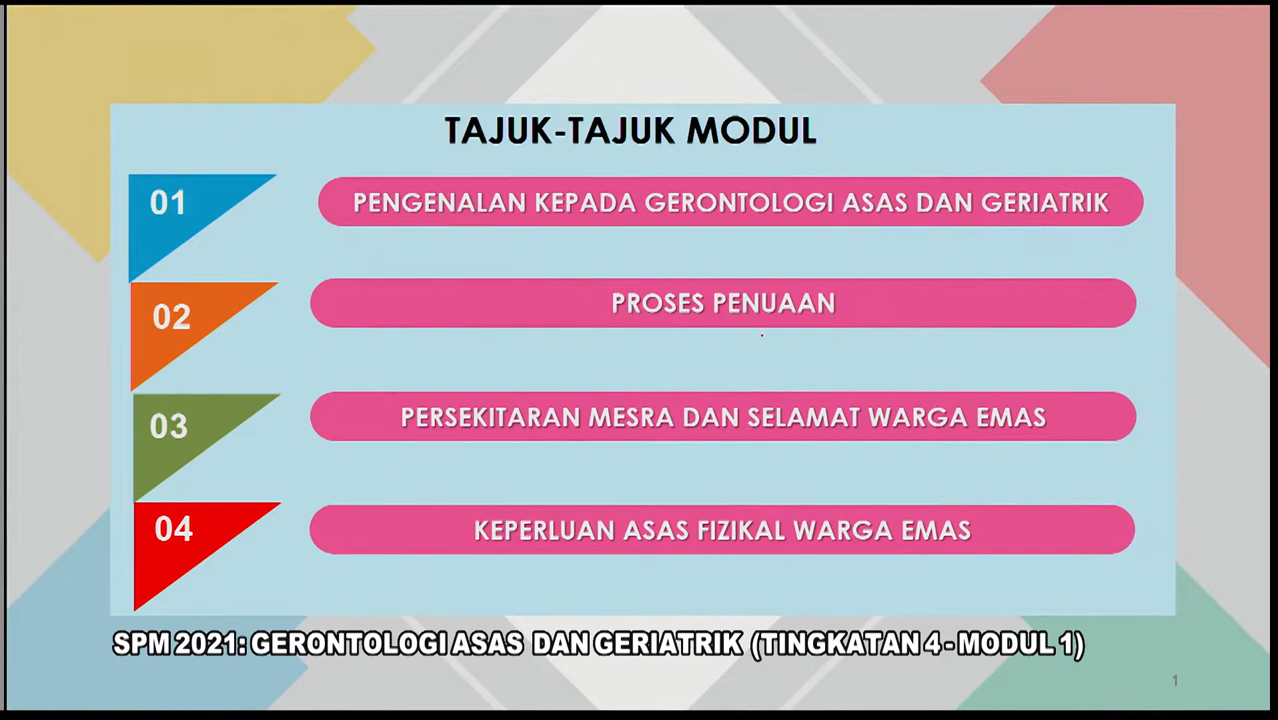 TAJUK-TAJUK MODUL
01
PENGENALAN KEPADA GERONTOLOGI ASAS DAN GERIATRIK
02
PROSES PENUAAN
03
PERSEKITARAN MESRA DAN SELAMAT WARGA EMAS
04
KEPERLUAN ASAS FIZIKAL WARGA EMAS
SPM 2021: GERONTOLOGI ASAS DAN GERIATRIK (TINGKATAN 4 - MODUL 1)
1